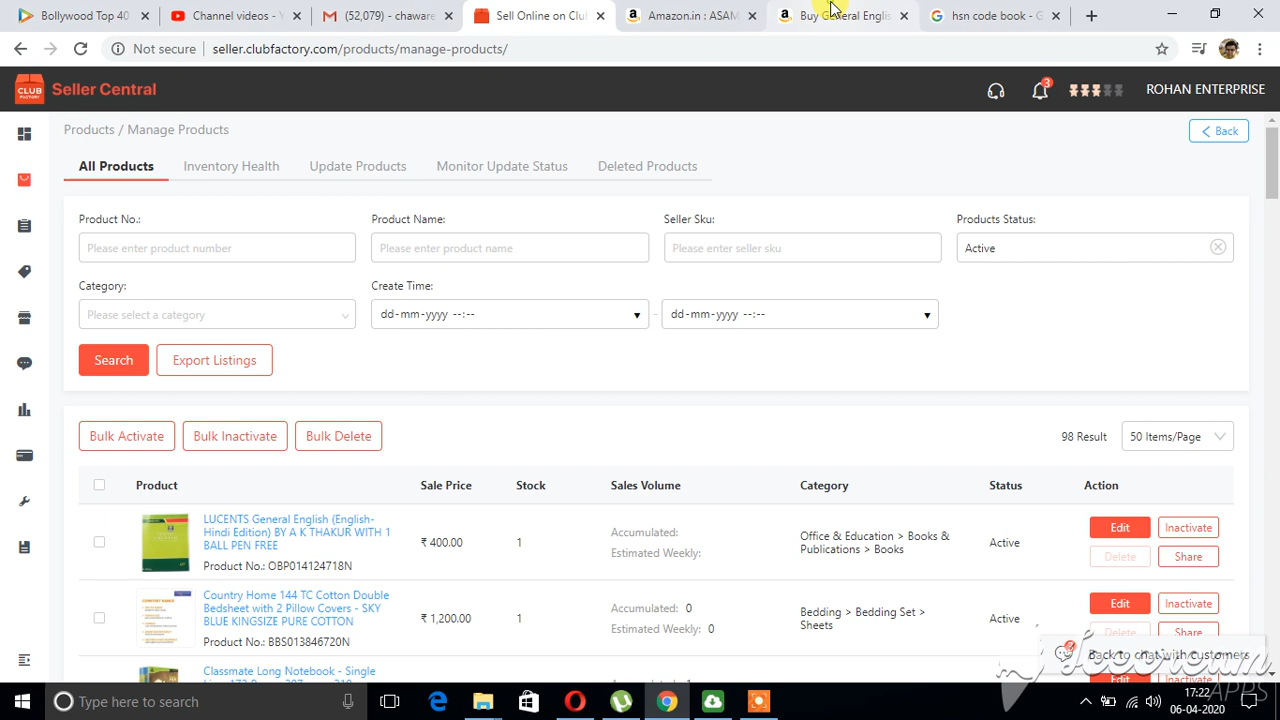 Bollywood Top 40
Channel videos - Y
(52,079) - chaware
Sell Online on Clu
Amazon.in : ASAM
Buy General Englis
hsn code book - G
Not secure
seller.clubfactory.com/products/manage-products/
CLUB FACTORY
Seller Central
3
ROHAN ENTERPRISE
Products / Manage Products
Back
All Products
Inventory Health
Update Products
Monitor Update Status
Deleted Products
Product No.:
Product Name:
Seller Sku:
Products Status:
Please enter product number
Please enter product name
Please enter seller sku
Active
Category:
Create Time:
Please select a category
dd-mm-yyyy --:--
-
dd-mm-yyyy --:--
Search
Export Listings
Bulk Activate
Bulk Inactivate
Bulk Delete
98 Result
50 Items/Page
Product
Sale Price
Stock
Sales Volume
Category
Status
Action
LUCENTS General English (English-
Hindi Edition) BY A K THAKUR WITH 1
BALL PEN FREE
Product No.: OBP014124718N
₹ 400.00
1
Accumulated:
Estimated Weekly:
Office & Education > Books &
Publications > Books
Active
Edit
Inactivate
Delete
Share
Country Home 144 TC Cotton Double
Bedsheet with 2 Pillow Covers - SKY
BLUE KINGSIZE PURE COTTON
Product No.: BBS013846720N
₹ 1,200.00
1
Accumulated: 0
Estimated Weekly: 0
Bedding > Bedding Set >
Sheets
Active
Edit
Inactivate
Delete
Share
Back to chat with customers
Classmate Long Notebook - Single
Edit
Inactivate
APPS
Type here to search
17:22
06-04-2020